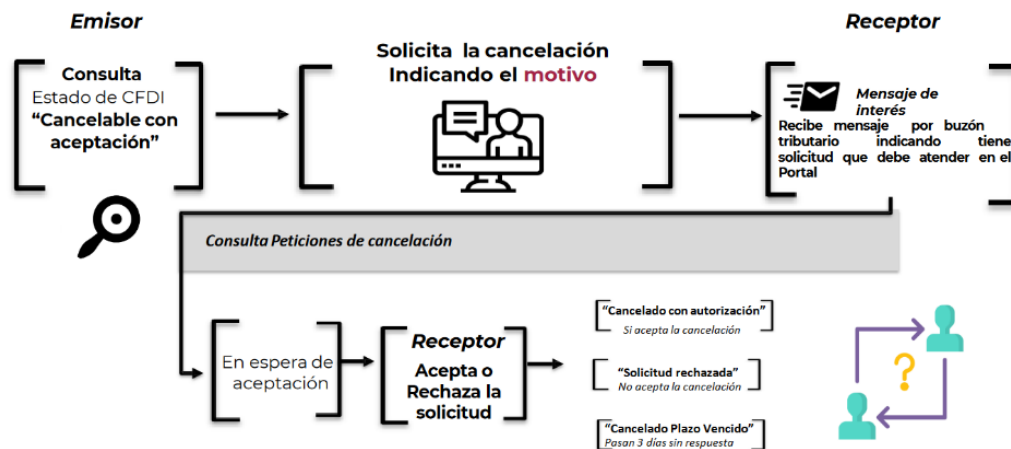 Emisor
Consulta
Estado de CFDI
“Cancelable con
aceptación”
Solicita la cancelación
Indicando el motivo
Receptor
Mensaje de
interés
Recibe mensaje por buzón
tributario indicando tiene
solicitud que debe atender en el
Portal
Consulta Peticiones de cancelación
En espera de
aceptación
Receptor
Acepta o
Rechaza la
solicitud
“Cancelado con autorización”
Si acepta la cancelación
“Solicitud rechazada”
No acepta la cancelación
“Cancelado Plazo Vencido”
Pasan 3 días sin respuesta
?